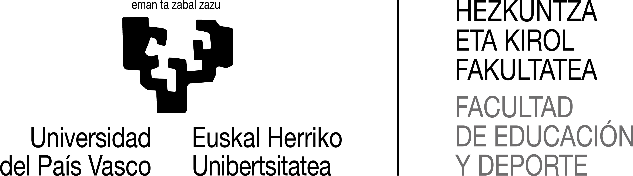 eman ta zabal zazu
Universidad
del País Vasco
Euskal Herriko
Unibertsitatea
HEZKUNTZA
ETA KIROL
FAKULTATEA
FACULTAD
DE EDUCACIÓN
Y DEPORTE